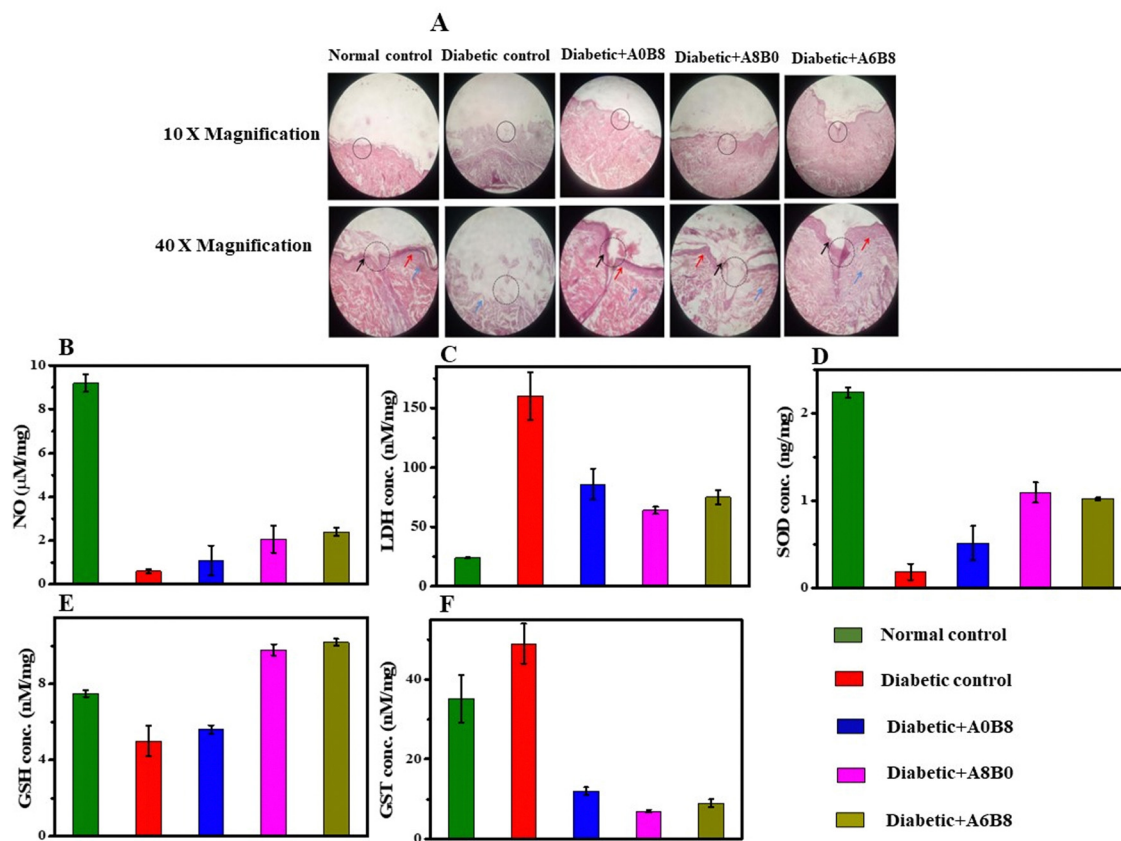 A
Normal control Diabetic control Diabetic+A0B8 Diabetic+A8B0 Diabetic+A6B8
10 X Magnification
40 X Magnification
B
10
8
6
4
2
0
NO (µM/mg)
C
150
100
50
0
LDH conc. (nM/mg)
D
2
1
0
SOD conc. (ng/mg)
E
8
4
0
GSH conc. (nM/mg)
F
40
20
0
GST conc. (nM/mg)
Normal control
Diabetic control
Diabetic+A0B8
Diabetic+A8B0
Diabetic+A6B8